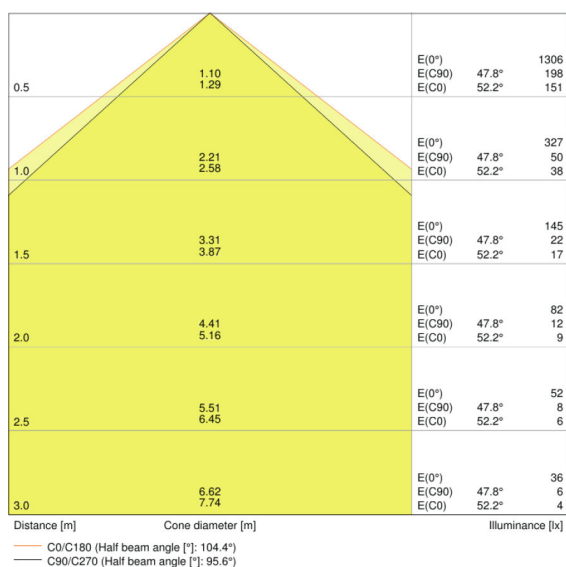 E(0°) 1306
1.10 E(C90) 47.8° 198
0.5 1.29 E(C0) 52.2° 151
E(0°) 327
2.21 E(C90) 47.8° 50
1.0 2.58 E(C0) 52.2° 38
E(0°) 145
3.31 E(C90) 47.8° 22
1.5 3.87 E(C0) 52.2° 17
E(0°) 82
4.41 E(C90) 47.8° 12
2.0 5.16 E(C0) 52.2° 9
E(0°) 52
5.51 E(C90) 47.8° 8
2.5 6.45 E(C0) 52.2° 6
E(0°) 36
6.62 E(C90) 47.8° 6
3.0 7.74 E(C0) 52.2° 4
Distance [m] Cone diameter [m] Illuminance [lx]
C0/C180 (Half beam angle [°]: 104.4°)
C90/C270 (Half beam angle [°]: 95.6°)